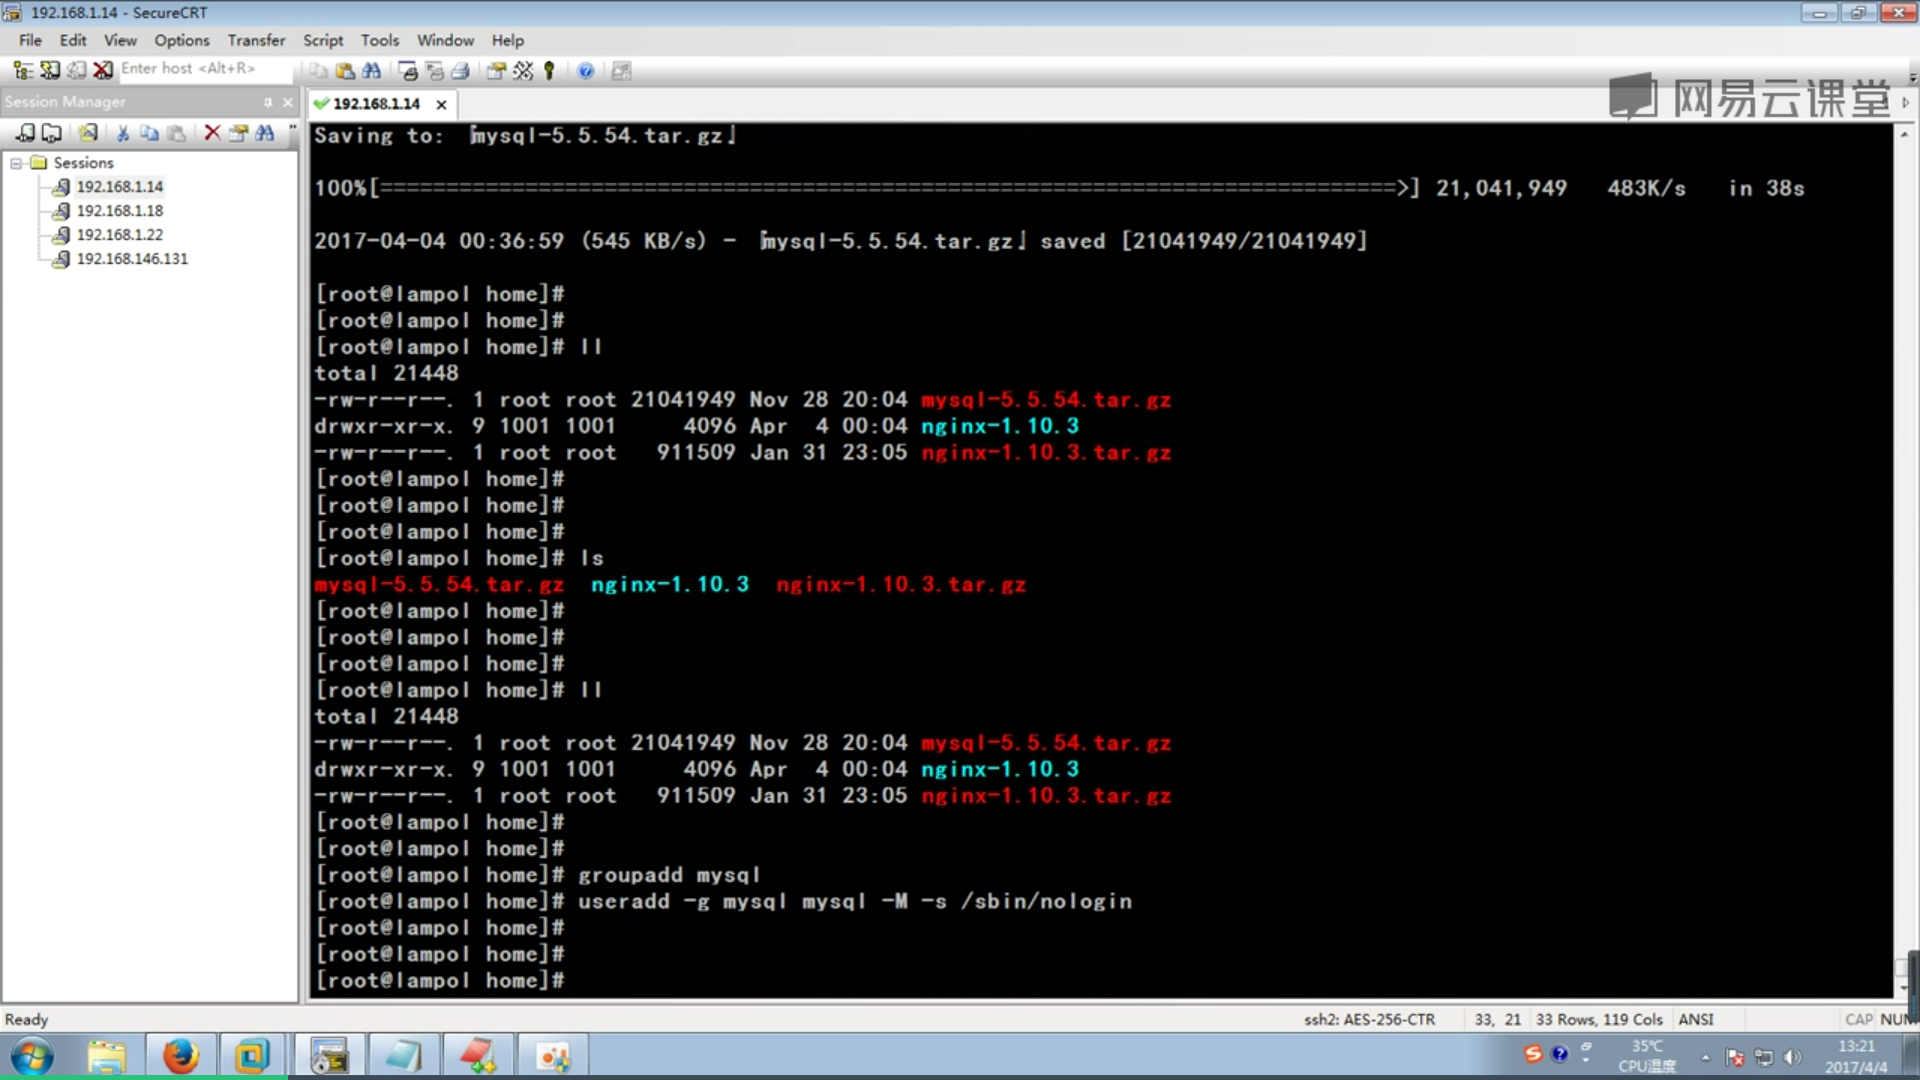 192.168.1.14 - SecureCRT
File Edit View Options Transfer Script Tools Window Help
Enter host <Alt+R>
网易云课堂
Session Manager
192.168.1.14
Sessions
192.168.1.14
192.168.1.18
192.168.1.22
192.168.146.131
Saving to: 「mysql-5.5.54.tar.gz」
100%[=============================================================================>] 21,041,949 483K/s in 38s
2017-04-04 00:36:59 (545 KB/s) - 「mysql-5.5.54.tar.gz」 saved [21041949/21041949]
[root@lampol home]#
[root@lampol home]#
[root@lampol home]# ll
total 21448
-rw-r--r--. 1 root root 21041949 Nov 28 20:04 mysql-5.5.54.tar.gz
drwxr-xr-x. 9 1001 1001 4096 Apr 4 00:04 nginx-1.10.3
-rw-r--r--. 1 root root 911509 Jan 31 23:05 nginx-1.10.3.tar.gz
[root@lampol home]#
[root@lampol home]#
[root@lampol home]#
[root@lampol home]# ls
mysql-5.5.54.tar.gz nginx-1.10.3 nginx-1.10.3.tar.gz
[root@lampol home]#
[root@lampol home]#
[root@lampol home]#
[root@lampol home]# ll
total 21448
-rw-r--r--. 1 root root 21041949 Nov 28 20:04 mysql-5.5.54.tar.gz
drwxr-xr-x. 9 1001 1001 4096 Apr 4 00:04 nginx-1.10.3
-rw-r--r--. 1 root root 911509 Jan 31 23:05 nginx-1.10.3.tar.gz
[root@lampol home]#
[root@lampol home]#
[root@lampol home]# groupadd mysql
[root@lampol home]# useradd -g mysql mysql -M -s /sbin/nologin
[root@lampol home]#
[root@lampol home]#
[root@lampol home]#
Ready ssh2: AES-256-CTR 33, 21 33 Rows, 119 Cols ANSI CAP NUM
35℃
CPU温度
13:21
2017/4/4